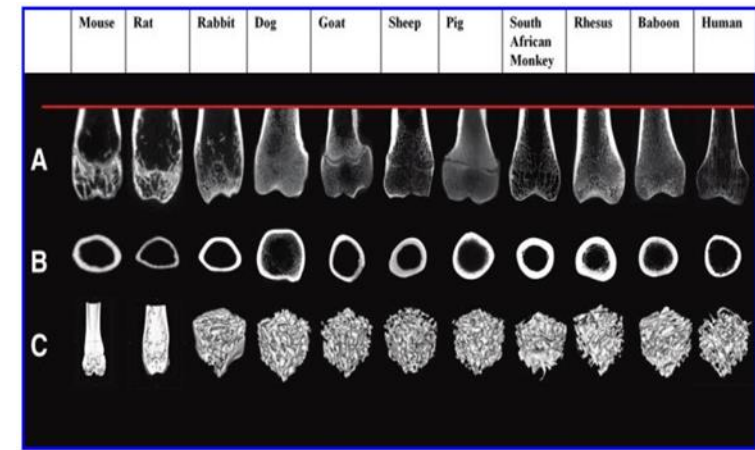 Mouse Rat Rabbit Dog Goat Sheep Pig South African Monkey Rhesus Baboon Human
A
B
C